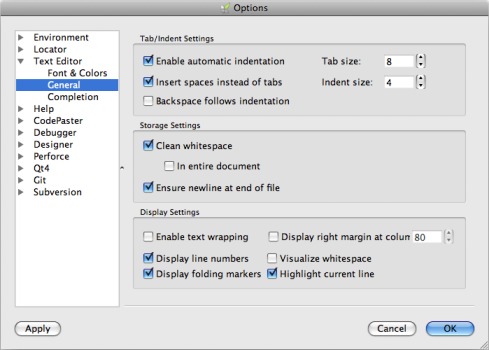 Options
Environment
Locator
Text Editor
Font & Colors
General
Completion
Help
CodePaster
Debugger
Designer
Perforce
Qt4
Git
Subversion
Tab/Indent Settings
Enable automatic indentation Tab size: 8
Insert spaces instead of tabs Indent size: 4
Backspace follows indentation
Storage Settings
Clean whitespace
In entire document
Ensure newline at end of file
Display Settings
Enable text wrapping Display right margin at colum 80
Display line numbers Visualize whitespace
Display folding markers Highlight current line
Apply Cancel OK